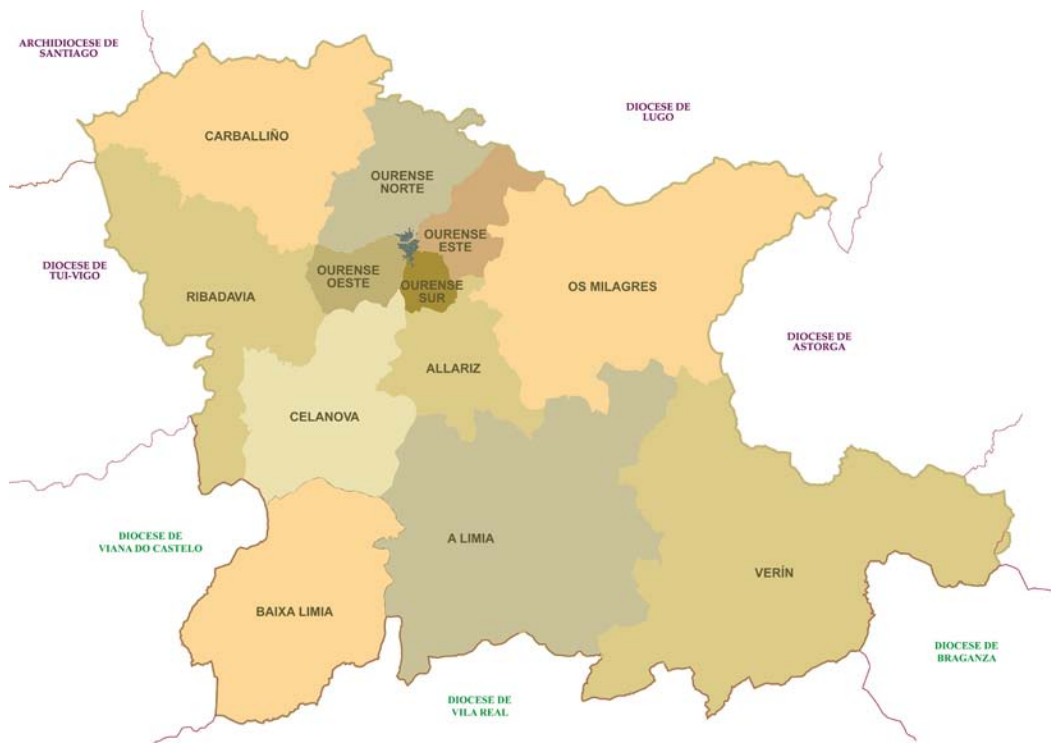 ARCHIDIOCESE DE
SANTIAGO
DIOCESE DE
LUGO
CARBALLIÑO
OURENSE
NORTE
OURENSE
ESTE
DIOCESE DE
TUI-VIGO
OURENSE
OESTE
OURENSE
SUR
RIBADAVIA
OS MILAGRES
DIOCESE DE
ASTORGA
ALLARIZ
CELANOVA
DIOCESE DE
VIANA DO CASTELO
A LIMIA
VERÍN
BAIXA LIMIA
DIOCESE DE
BRAGANZA
DIOCESE DE
VILA REAL